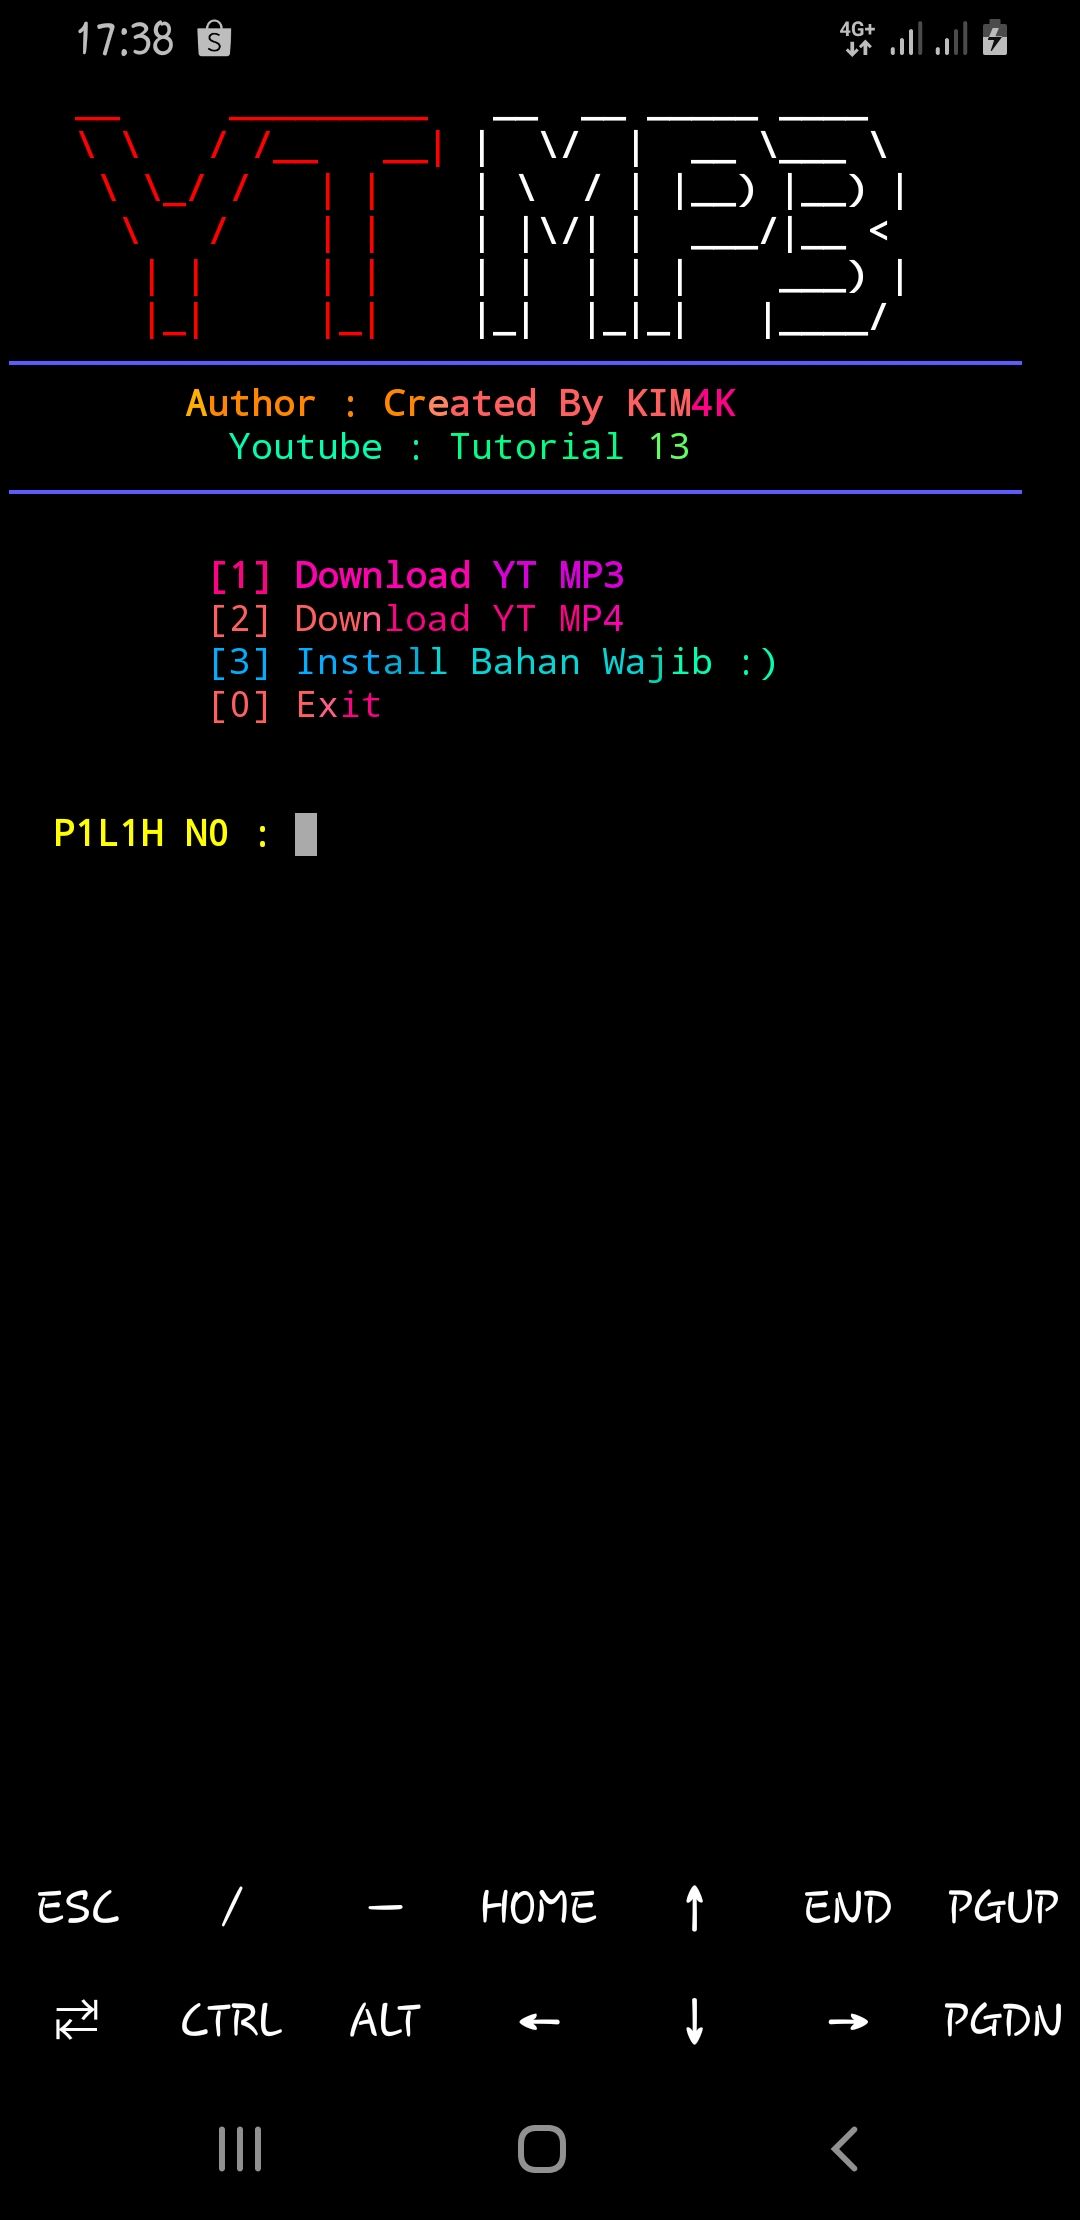 17:38 4G+
YT MP3
Author : Created By KIM4K
Youtube : Tutorial 13
[1] Download YT MP3
[2] Download YT MP4
[3] Install Bahan Wajib :)
[0] Exit
P1L1H NO :
ESC / — HOME ↑ END PGUP
CTRL ALT ← ↓ → PGDN